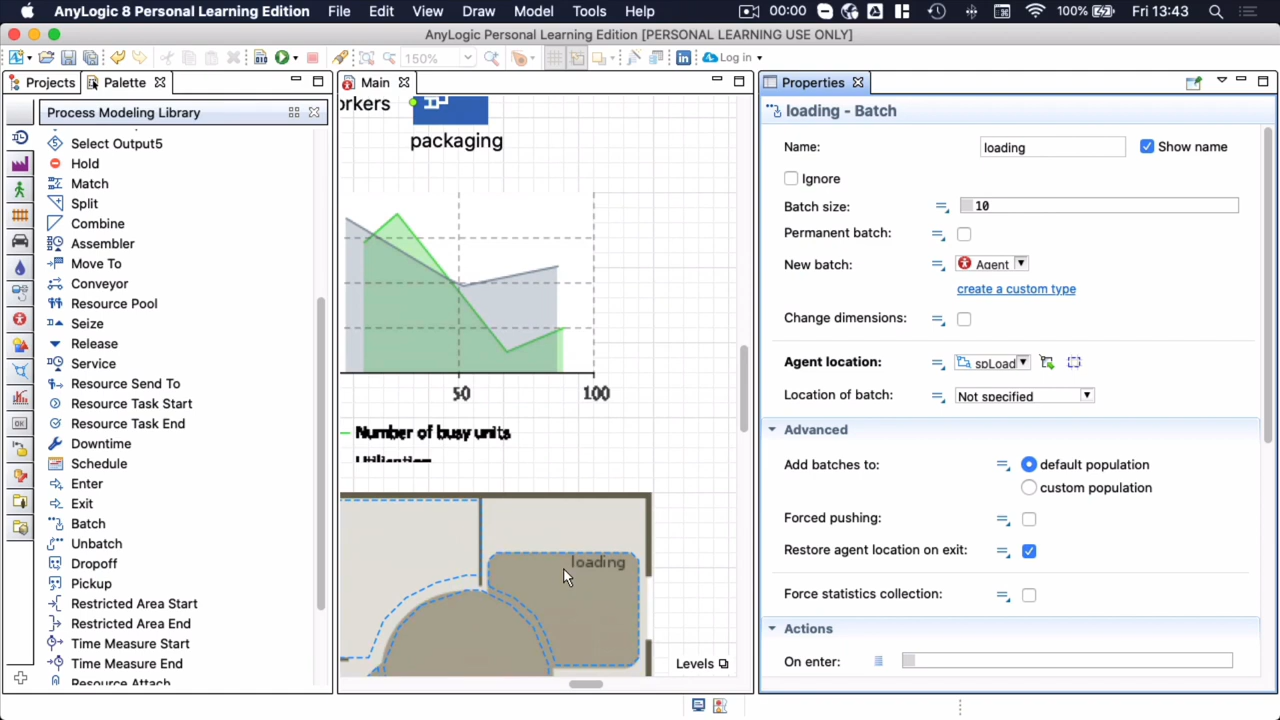 AnyLogic 8 Personal Learning Edition File Edit View Draw Model Tools Help 00:00 100% Fri 13:43
AnyLogic Personal Learning Edition [PERSONAL LEARNING USE ONLY]
150% Log in
Projects Palette Main Properties
Process Modeling Library
Select Output5
Hold
Match
Split
Combine
Assembler
Move To
Conveyor
Resource Pool
Seize
Release
Service
Resource Send To
Resource Task Start
Resource Task End
Downtime
Schedule
Enter
Exit
Batch
Unbatch
Dropoff
Pickup
Restricted Area Start
Restricted Area End
Time Measure Start
Time Measure End
Resource Attach
orkers
packaging
50 100
Number of busy units
Utilization
loading
Levels
loading - Batch
Name: loading Show name
Ignore
Batch size: 10
Permanent batch:
New batch: Agent
create a custom type
Change dimensions:
Agent location: spLoad
Location of batch: Not specified
Advanced
Add batches to: default population
custom population
Forced pushing:
Restore agent location on exit:
Force statistics collection:
Actions
On enter: